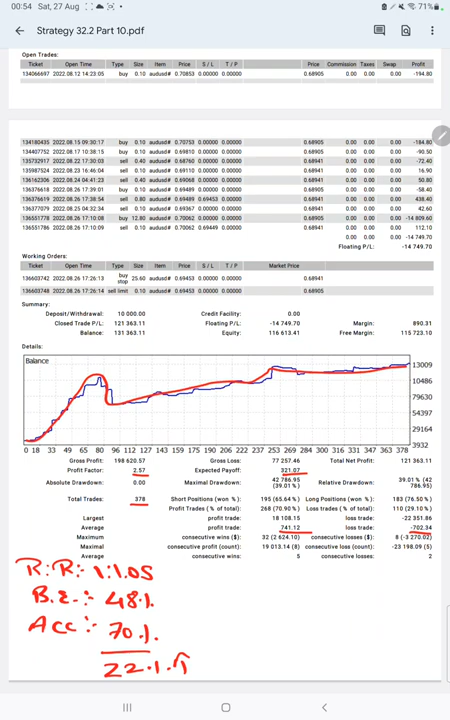 00:54 Sat, 27 Aug 71%
Strategy 32.2 Part 10.pdf
Open Trades:
Ticket Open Time Type Size Item Price S / L T / P Price Commission Taxes Swap Profit
134066697 2022.08.12 14:23:05 buy 0.10 audusd# 0.70853 0.00000 0.00000 0.68905 0.00 0.00 0.00 -194.80
134180435 2022.08.15 09:30:17 buy 0.10 audusd# 0.70753 0.00000 0.00000 0.68905 0.00 0.00 0.00 -184.80
134407752 2022.08.17 10:38:15 buy 0.10 audusd# 0.69810 0.00000 0.00000 0.68905 0.00 0.00 0.00 -90.50
135732917 2022.08.22 17:30:03 sell 0.40 audusd# 0.68760 0.00000 0.00000 0.68941 0.00 0.00 0.00 -72.40
135987524 2022.08.23 16:46:04 sell 0.10 audusd# 0.69110 0.00000 0.00000 0.68941 0.00 0.00 0.00 16.90
136162306 2022.08.24 04:41:23 sell 0.40 audusd# 0.69068 0.00000 0.00000 0.68941 0.00 0.00 0.00 50.80
136376618 2022.08.26 17:39:01 buy 0.10 audusd# 0.69489 0.00000 0.00000 0.68905 0.00 0.00 0.00 -58.40
136376619 2022.08.26 17:38:54 sell 0.80 audusd# 0.69489 0.69453 0.00000 0.68941 0.00 0.00 0.00 438.40
136377079 2022.08.25 04:32:34 sell 0.10 audusd# 0.69367 0.00000 0.00000 0.68941 0.00 0.00 0.00 42.60
136551778 2022.08.26 17:10:08 buy 12.80 audusd# 0.70062 0.00000 0.00000 0.68905 0.00 0.00 0.00 -14 809.60
136551786 2022.08.26 17:10:09 sell 0.10 audusd# 0.70062 0.69449 0.00000 0.68941 0.00 0.00 0.00 112.10
0.00 0.00 0.00 -14 749.70
Floating P/L: -14 749.70
Working Orders:
Ticket Open Time Type Size Item Price S / L T / P Market Price
136603742 2022.08.26 17:26:13 buy stop 25.60 audusd# 0.69453 0.00000 0.00000 0.68941
136603748 2022.08.26 17:26:14 sell limit 0.10 audusd# 0.69453 0.00000 0.00000 0.68905
Summary:
Deposit/Withdrawal: 10 000.00 Credit Facility: 0.00
Closed Trade P/L: 121 363.11 Floating P/L: -14 749.70 Margin: 890.31
Balance: 131 363.11 Equity: 116 613.41 Free Margin: 115 723.10
Details:
Balance
13009
10486
79630
54397
29164
3932
0 18 33 49 65 80 96 112 127 143 159 175 190 206 222 237 253 269 284 300 316 331 347 363 378
Gross Profit: 198 620.57 Gross Loss: 77 257.46 Total Net Profit: 121 363.11
Profit Factor: 2.57 Expected Payoff: 321.07
Absolute Drawdown: 0.00 Maximal Drawdown: 42 786.95 (39.01%) Relative Drawdown: 39.01% (42 786.95)
Total Trades: 378 Short Positions (won %): 195 (65.64%) Long Positions (won %): 183 (76.50%)
Profit Trades (% of total): 268 (70.90%) Loss trades (% of total): 110 (29.10%)
Largest profit trade: 18 108.15 loss trade: -22 351.86
Average profit trade: 741.12 loss trade: -702.34
Maximum consecutive wins ($): 32 (2 624.10) consecutive losses ($): 8 (-3 270.02)
Maximal consecutive profit (count): 19 013.14 (8) consecutive loss (count): -23 198.09 (5)
Average consecutive wins: 5 consecutive losses: 2
R:R:- 1:1.05
B.E.:- 48%
Acc:- 70%
22%↑